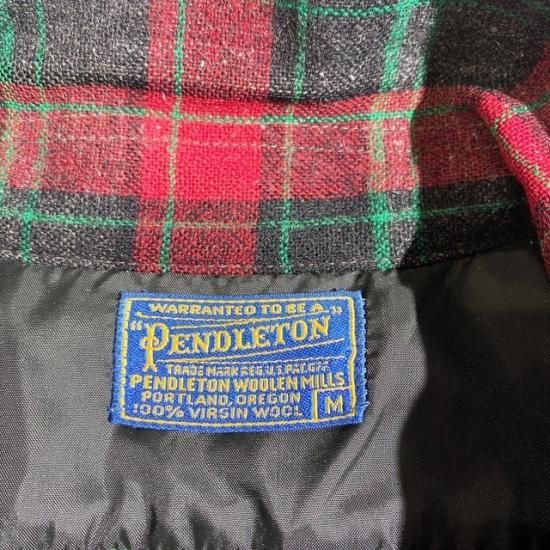 WARRANTED TO BE A
"PENDLETON"
TRADE MARK REG. U.S. PAT. OFF.
PENDLETON WOOLEN MILLS
PORTLAND, OREGON
100% VIRGIN WOOL M